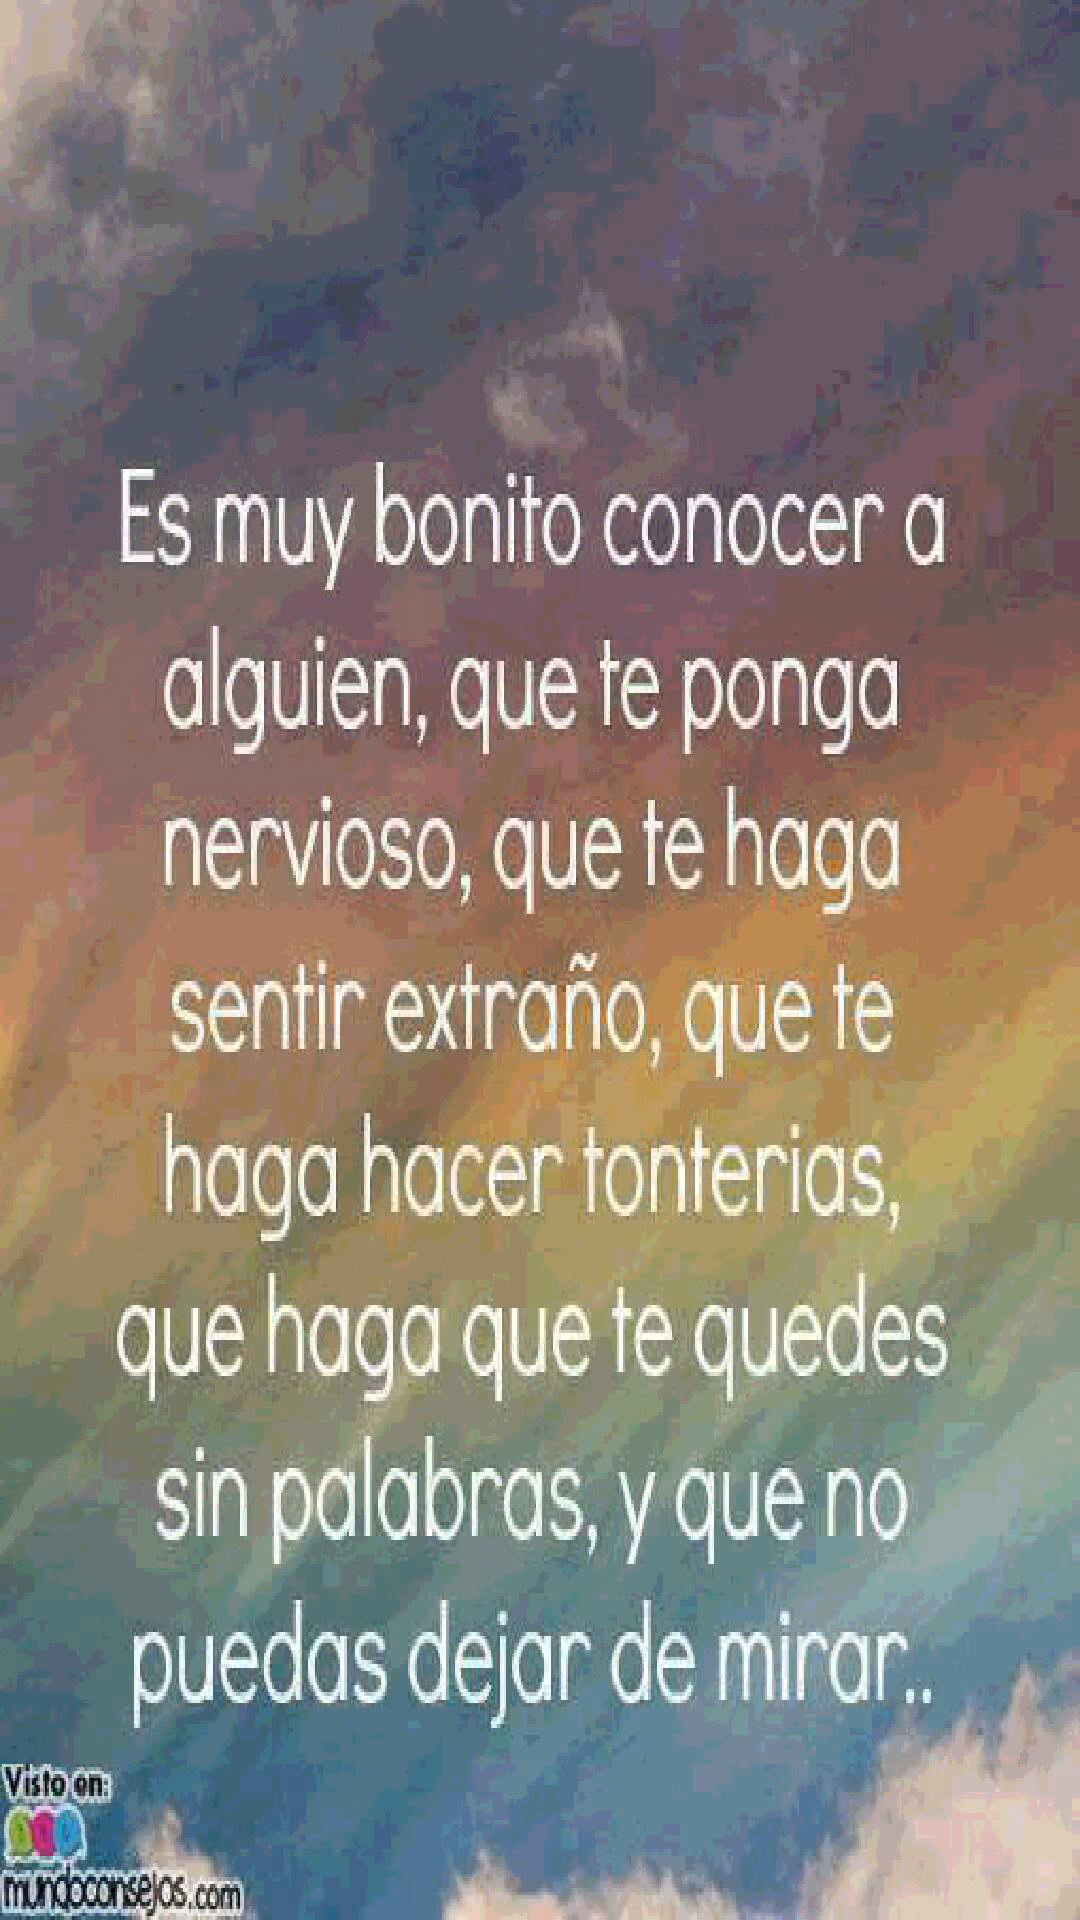 Es muy bonito conocer a
alguien, que te ponga
nervioso, que te haga
sentir extraño, que te
haga hacer tonterias,
que haga que te quedes
sin palabras, y que no
puedas dejar de mirar..
Visto en:
mundoconsejos.com